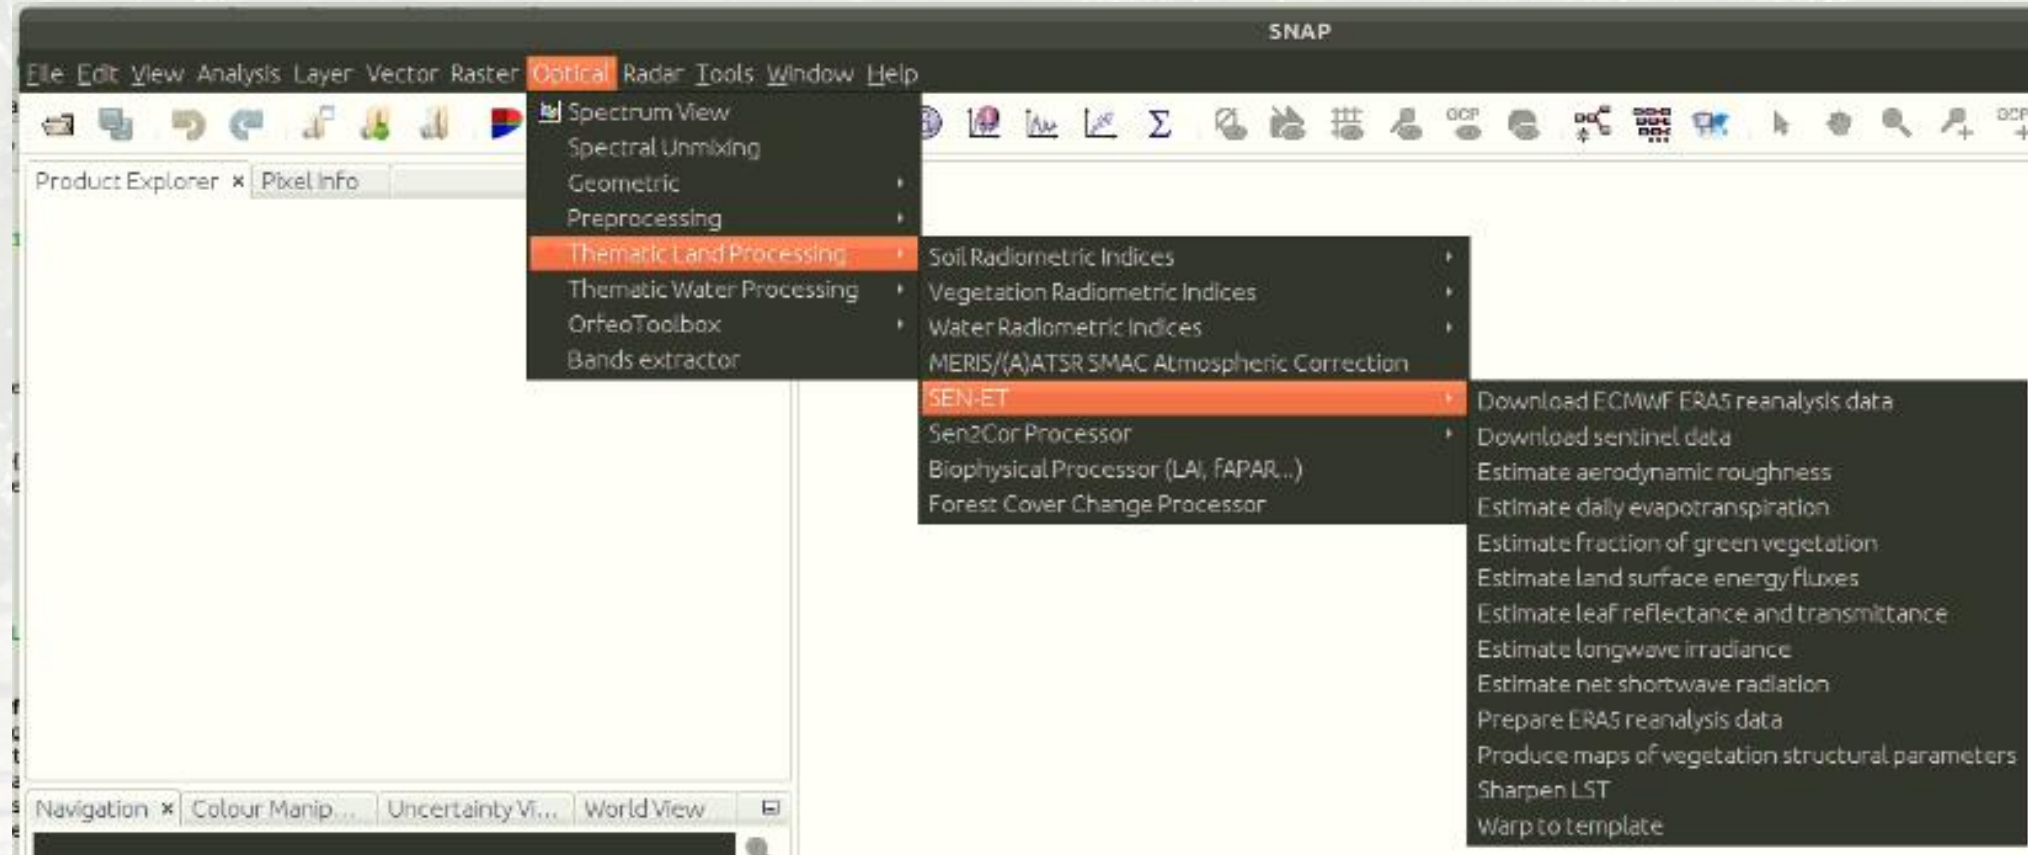 SNAP
File Edit View Analysis Layer Vector Raster Optical Radar Tools Window Help
GCP
GCP
Product Explorer × Pixel Info
Spectrum View
Spectral Unmixing
Geometric
Preprocessing
Thematic Land Processing
Thematic Water Processing
OrfeoToolbox
Bands extractor
Soil Radiometric Indices
Vegetation Radiometric Indices
Water Radiometric Indices
MERIS/(A)ATSR SMAC Atmospheric Correction
SEN-ET
Sen2Cor Processor
Biophysical Processor (LAI, fAPAR...)
Forest Cover Change Processor
Download ECMWF ERA5 reanalysis data
Download sentinel data
Estimate aerodynamic roughness
Estimate daily evapotranspiration
Estimate fraction of green vegetation
Estimate land surface energy fluxes
Estimate leaf reflectance and transmittance
Estimate longwave irradiance
Estimate net shortwave radiation
Prepare ERA5 reanalysis data
Produce maps of vegetation structural parameters
Sharpen LST
Warp to template
Navigation × Colour Manip... Uncertainty Vi... World View